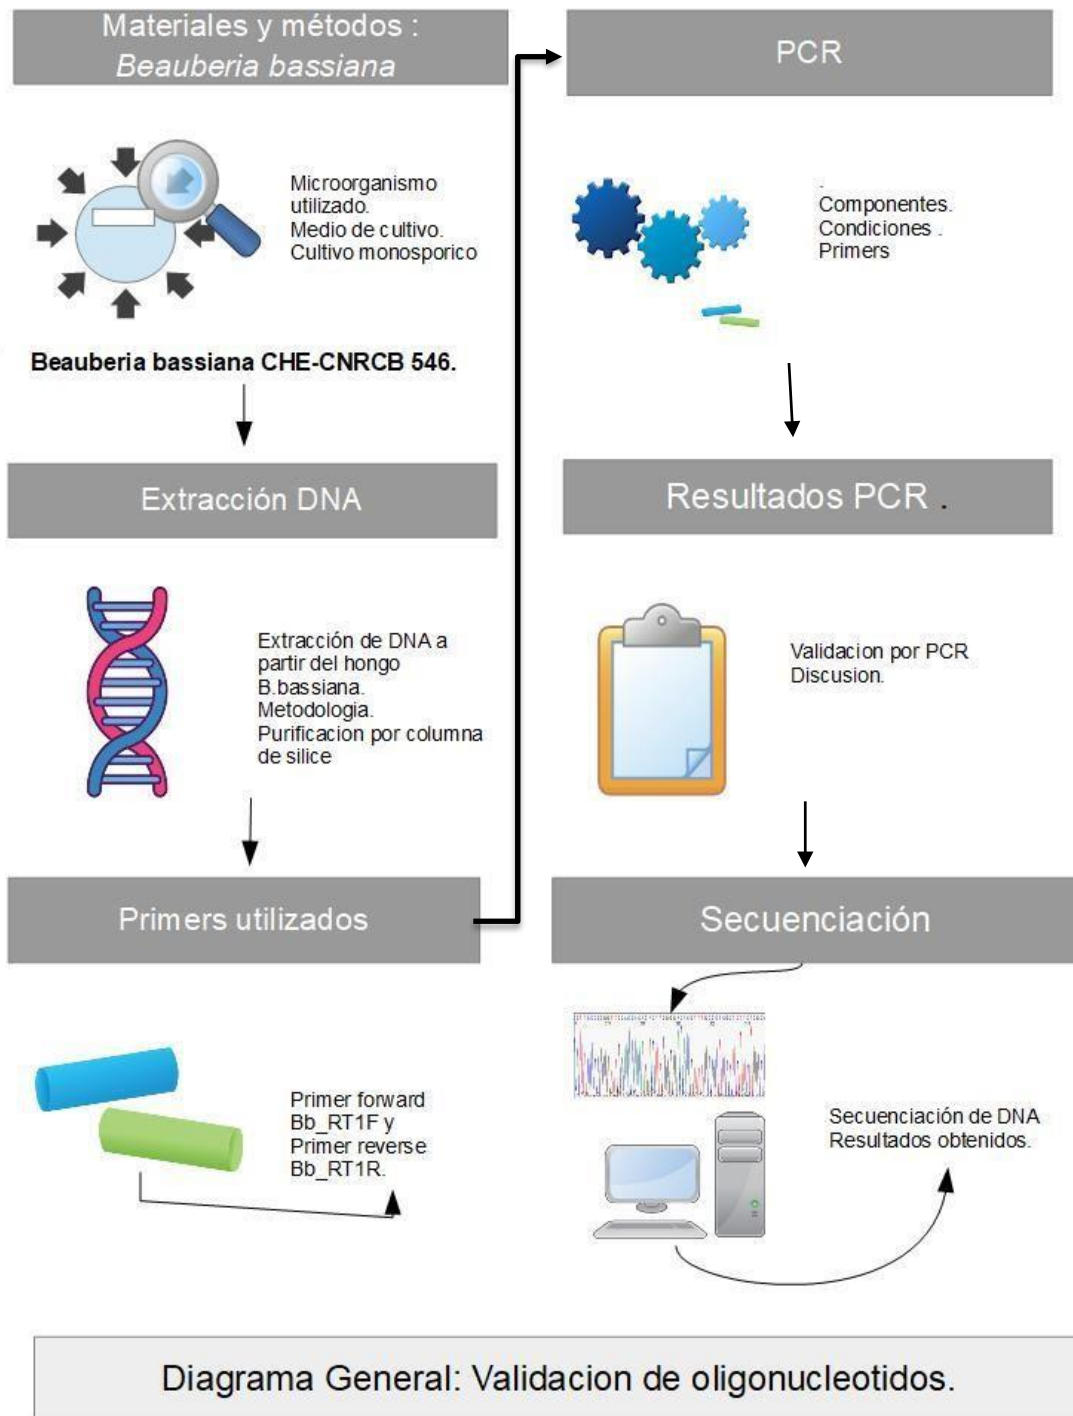 Materiales y métodos :
Beauberia bassiana
Microorganismo
utilizado.
Medio de cultivo.
Cultivo monosporico
Beauberia bassiana CHE-CNRCB 546.
Extracción DNA
Extracción de DNA a
partir del hongo
B.bassiana.
Metodologia.
Purificacion por columna
de silice
Primers utilizados
Primer forward
Bb_RT1F y
Primer reverse
Bb_RT1R.
PCR
.
Componentes.
Condiciones .
Primers
Resultados PCR .
Validacion por PCR
Discusion.
Secuenciación
Secuenciación de DNA
Resultados obtenidos.
Diagrama General: Validacion de oligonucleotidos.